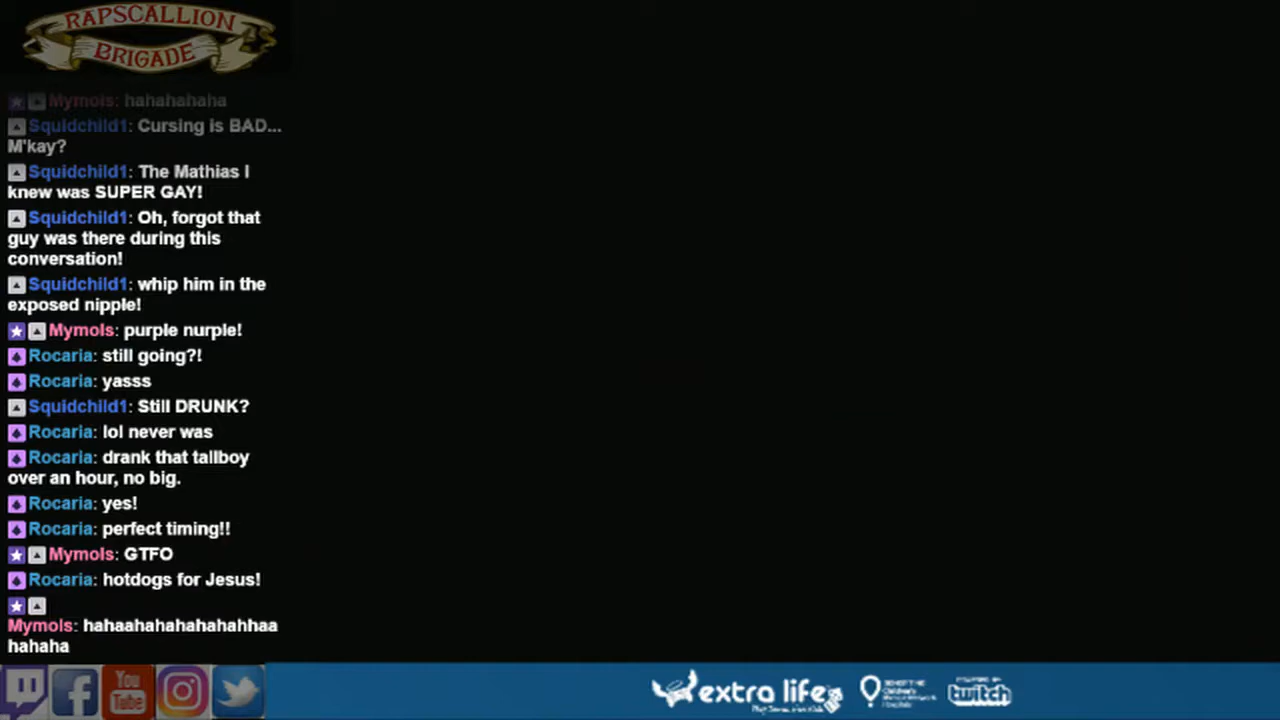 RAPSCALLION
BRIGADE
Mymols: hahahahaha
Squidchild1: Cursing is BAD...
M'kay?
Squidchild1: The Mathias I
knew was SUPER GAY!
Squidchild1: Oh, forgot that
guy was there during this
conversation!
Squidchild1: whip him in the
exposed nipple!
Mymols: purple nurple!
Rocaria: still going?!
Rocaria: yasss
Squidchild1: Still DRUNK?
Rocaria: lol never was
Rocaria: drank that tallboy
over an hour, no big.
Rocaria: yes!
Rocaria: perfect timing!!
Mymols: GTFO
Rocaria: hotdogs for Jesus!
Mymols: hahaahahahahahahhaa
hahaha
You
Tube
extra life
twitch